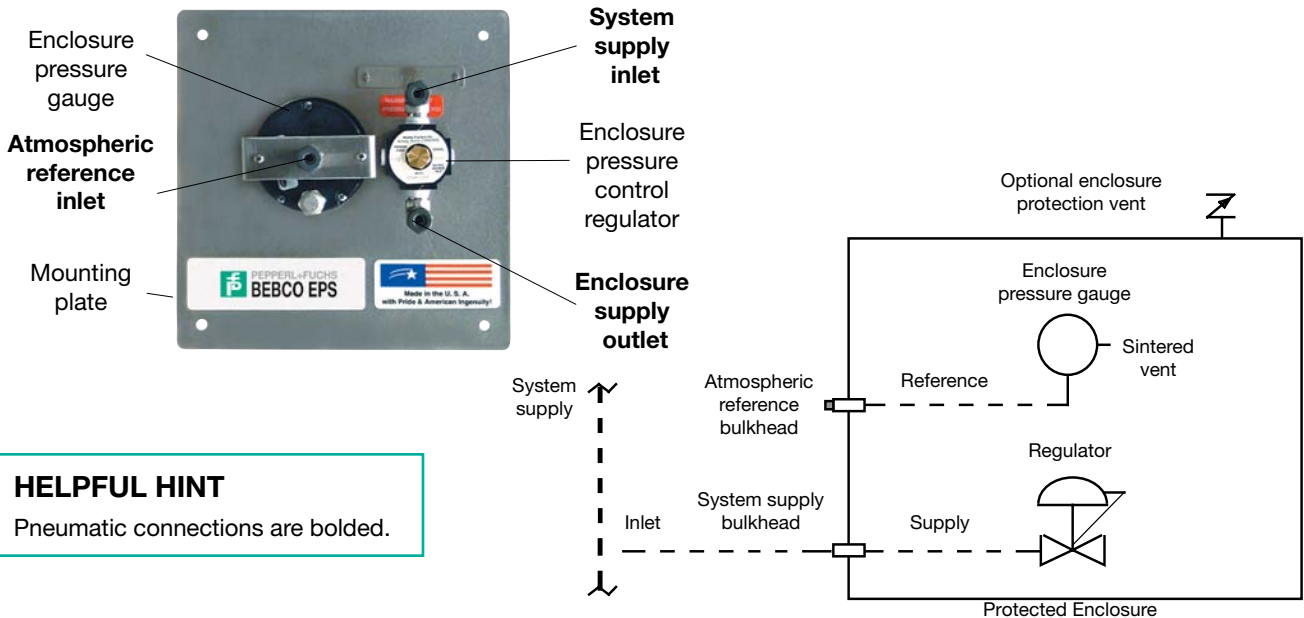 Enclosure
pressure
gauge
Atmospheric
reference
inlet
Mounting
plate
System
supply
inlet
Enclosure
pressure
control
regulator
Enclosure
supply
outlet
PEPPERL+FUCHS
BEBCO EPS
Made in the U. S. A.
with Pride & American Ingenuity!
HELPFUL HINT
Pneumatic connections are bolded.
Optional enclosure
protection vent
Enclosure
pressure gauge
Sintered
vent
System
supply
Atmospheric
reference
bulkhead
Reference
Regulator
Inlet
System supply
bulkhead
Supply
Protected Enclosure